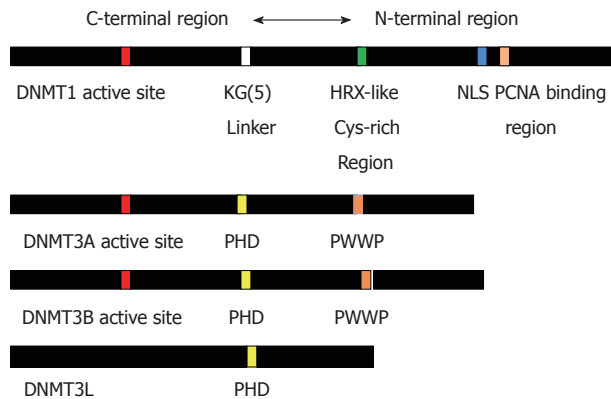 C-terminal region N-terminal region
DNMT1 active site KG(5) HRX-like NLS PCNA binding
Linker Cys-rich region
Region
DNMT3A active site PHD PWWP
DNMT3B active site PHD PWWP
DNMT3L PHD